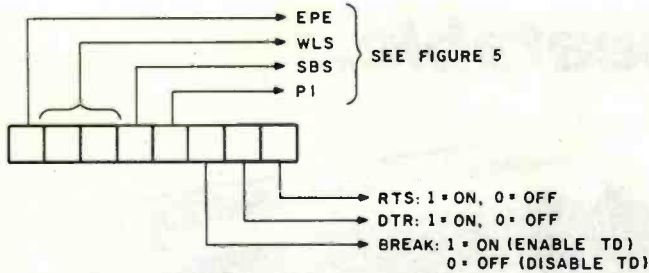 EPE
WLS
SBS
PI
SEE FIGURE 5
RTS: 1 = ON, 0 = OFF
DTR: 1 = ON, 0 = OFF
BREAK: 1 = ON (ENABLE TD)
0 = OFF (DISABLE TD)